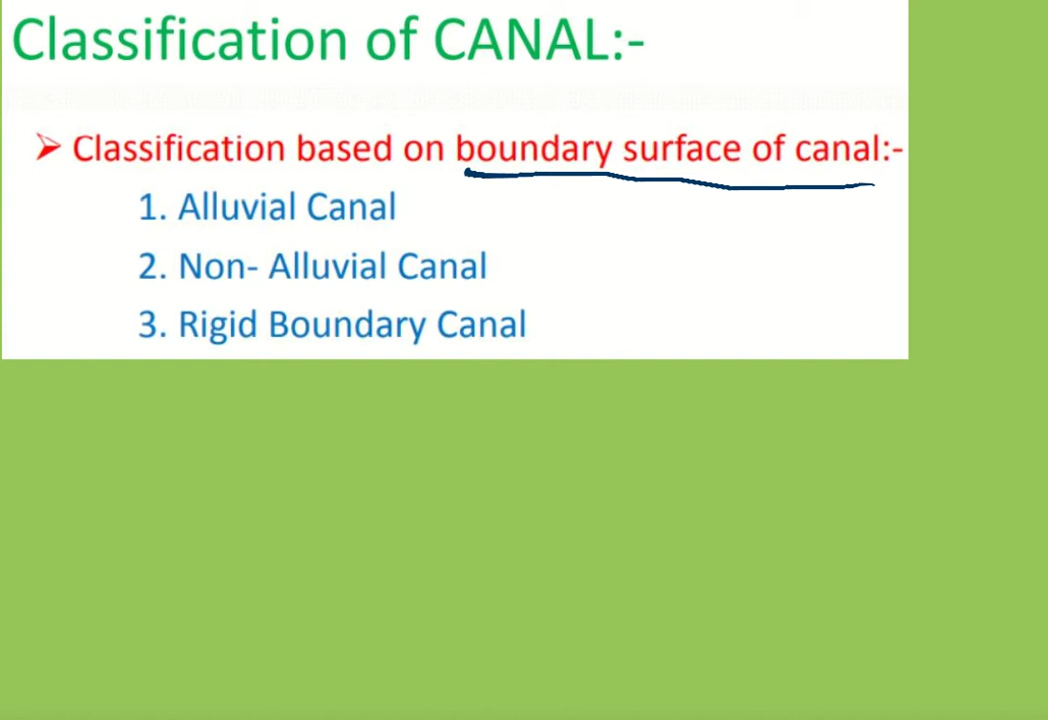 Classification of CANAL:-
➢ Classification based on boundary surface of canal:-
1. Alluvial Canal
2. Non- Alluvial Canal
3. Rigid Boundary Canal